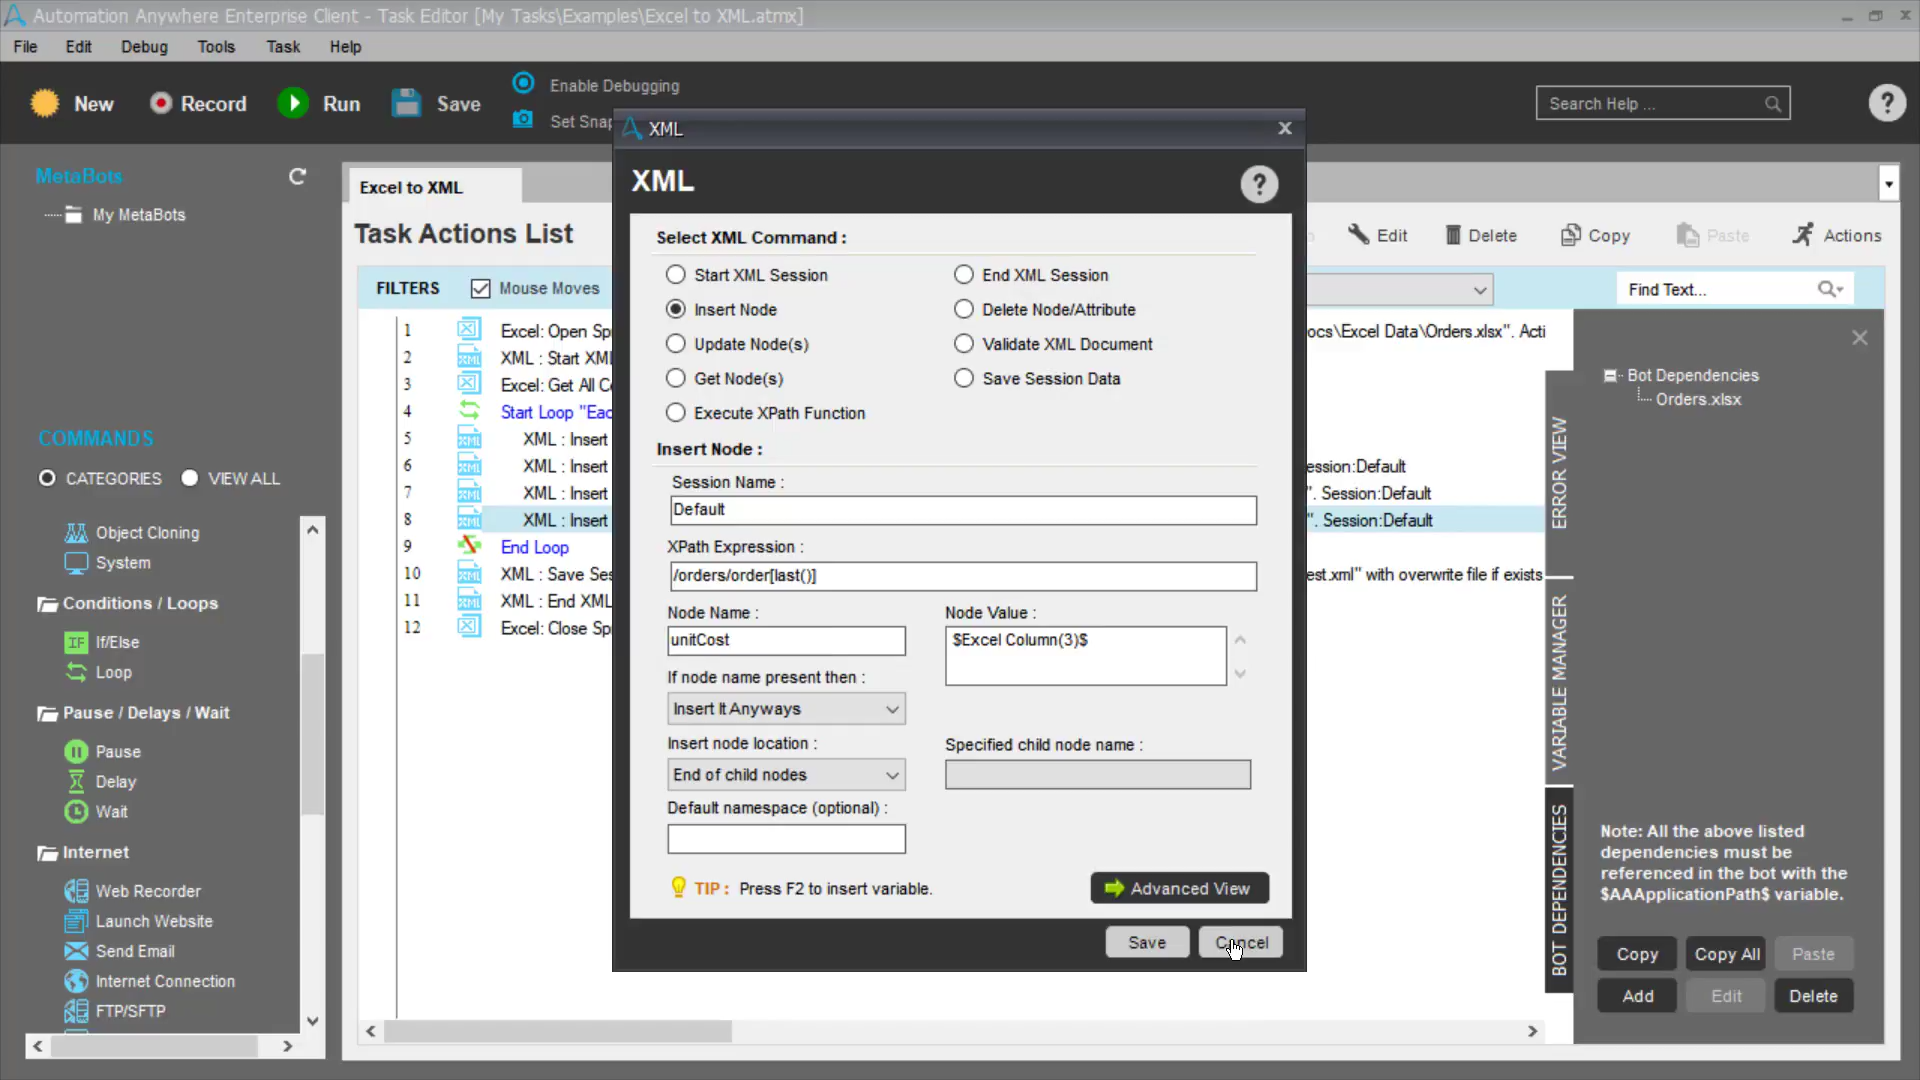 Automation Anywhere Enterprise Client - Task Editor [My Tasks\Examples\Excel to XML.atmx]
File Edit Debug Tools Task Help
New Record Run Save
Enable Debugging
Set Snap
Search Help ...
?
MetaBots
My MetaBots
COMMANDS
CATEGORIES VIEW ALL
Object Cloning
System
Conditions / Loops
IF If/Else
Loop
Pause / Delays / Wait
Pause
Delay
Wait
Internet
Web Recorder
Launch Website
Send Email
Internet Connection
FTP/SFTP
Excel to XML
Task Actions List
Edit Delete Copy Paste Actions
FILTERS Mouse Moves
Find Text...
1 Excel: Open Sp ocs\Excel Data\Orders.xlsx". Acti
2 XML : Start XML
3 Excel: Get All C
4 Start Loop "Eac
5 XML : Insert
6 XML : Insert ession:Default
7 XML : Insert ". Session:Default
8 XML : Insert ". Session:Default
9 End Loop
10 XML : Save Ses est.xml" with overwrite file if exists
11 XML : End XML
12 Excel: Close Sp
XML
XML
?
Select XML Command :
Start XML Session End XML Session
Insert Node Delete Node/Attribute
Update Node(s) Validate XML Document
Get Node(s) Save Session Data
Execute XPath Function
Insert Node :
Session Name :
Default
XPath Expression :
/orders/order[last()]
Node Name : Node Value :
unitCost $Excel Column(3)$
If node name present then :
Insert It Anyways
Insert node location : Specified child node name :
End of child nodes
Default namespace (optional) :
TIP : Press F2 to insert variable.
Advanced View
Save Cancel
ERROR VIEW
VARIABLE MANAGER
BOT DEPENDENCIES
Bot Dependencies
Orders.xlsx
Note: All the above listed
dependencies must be
referenced in the bot with the
$AAApplicationPath$ variable.
Copy Copy All Paste
Add Edit Delete